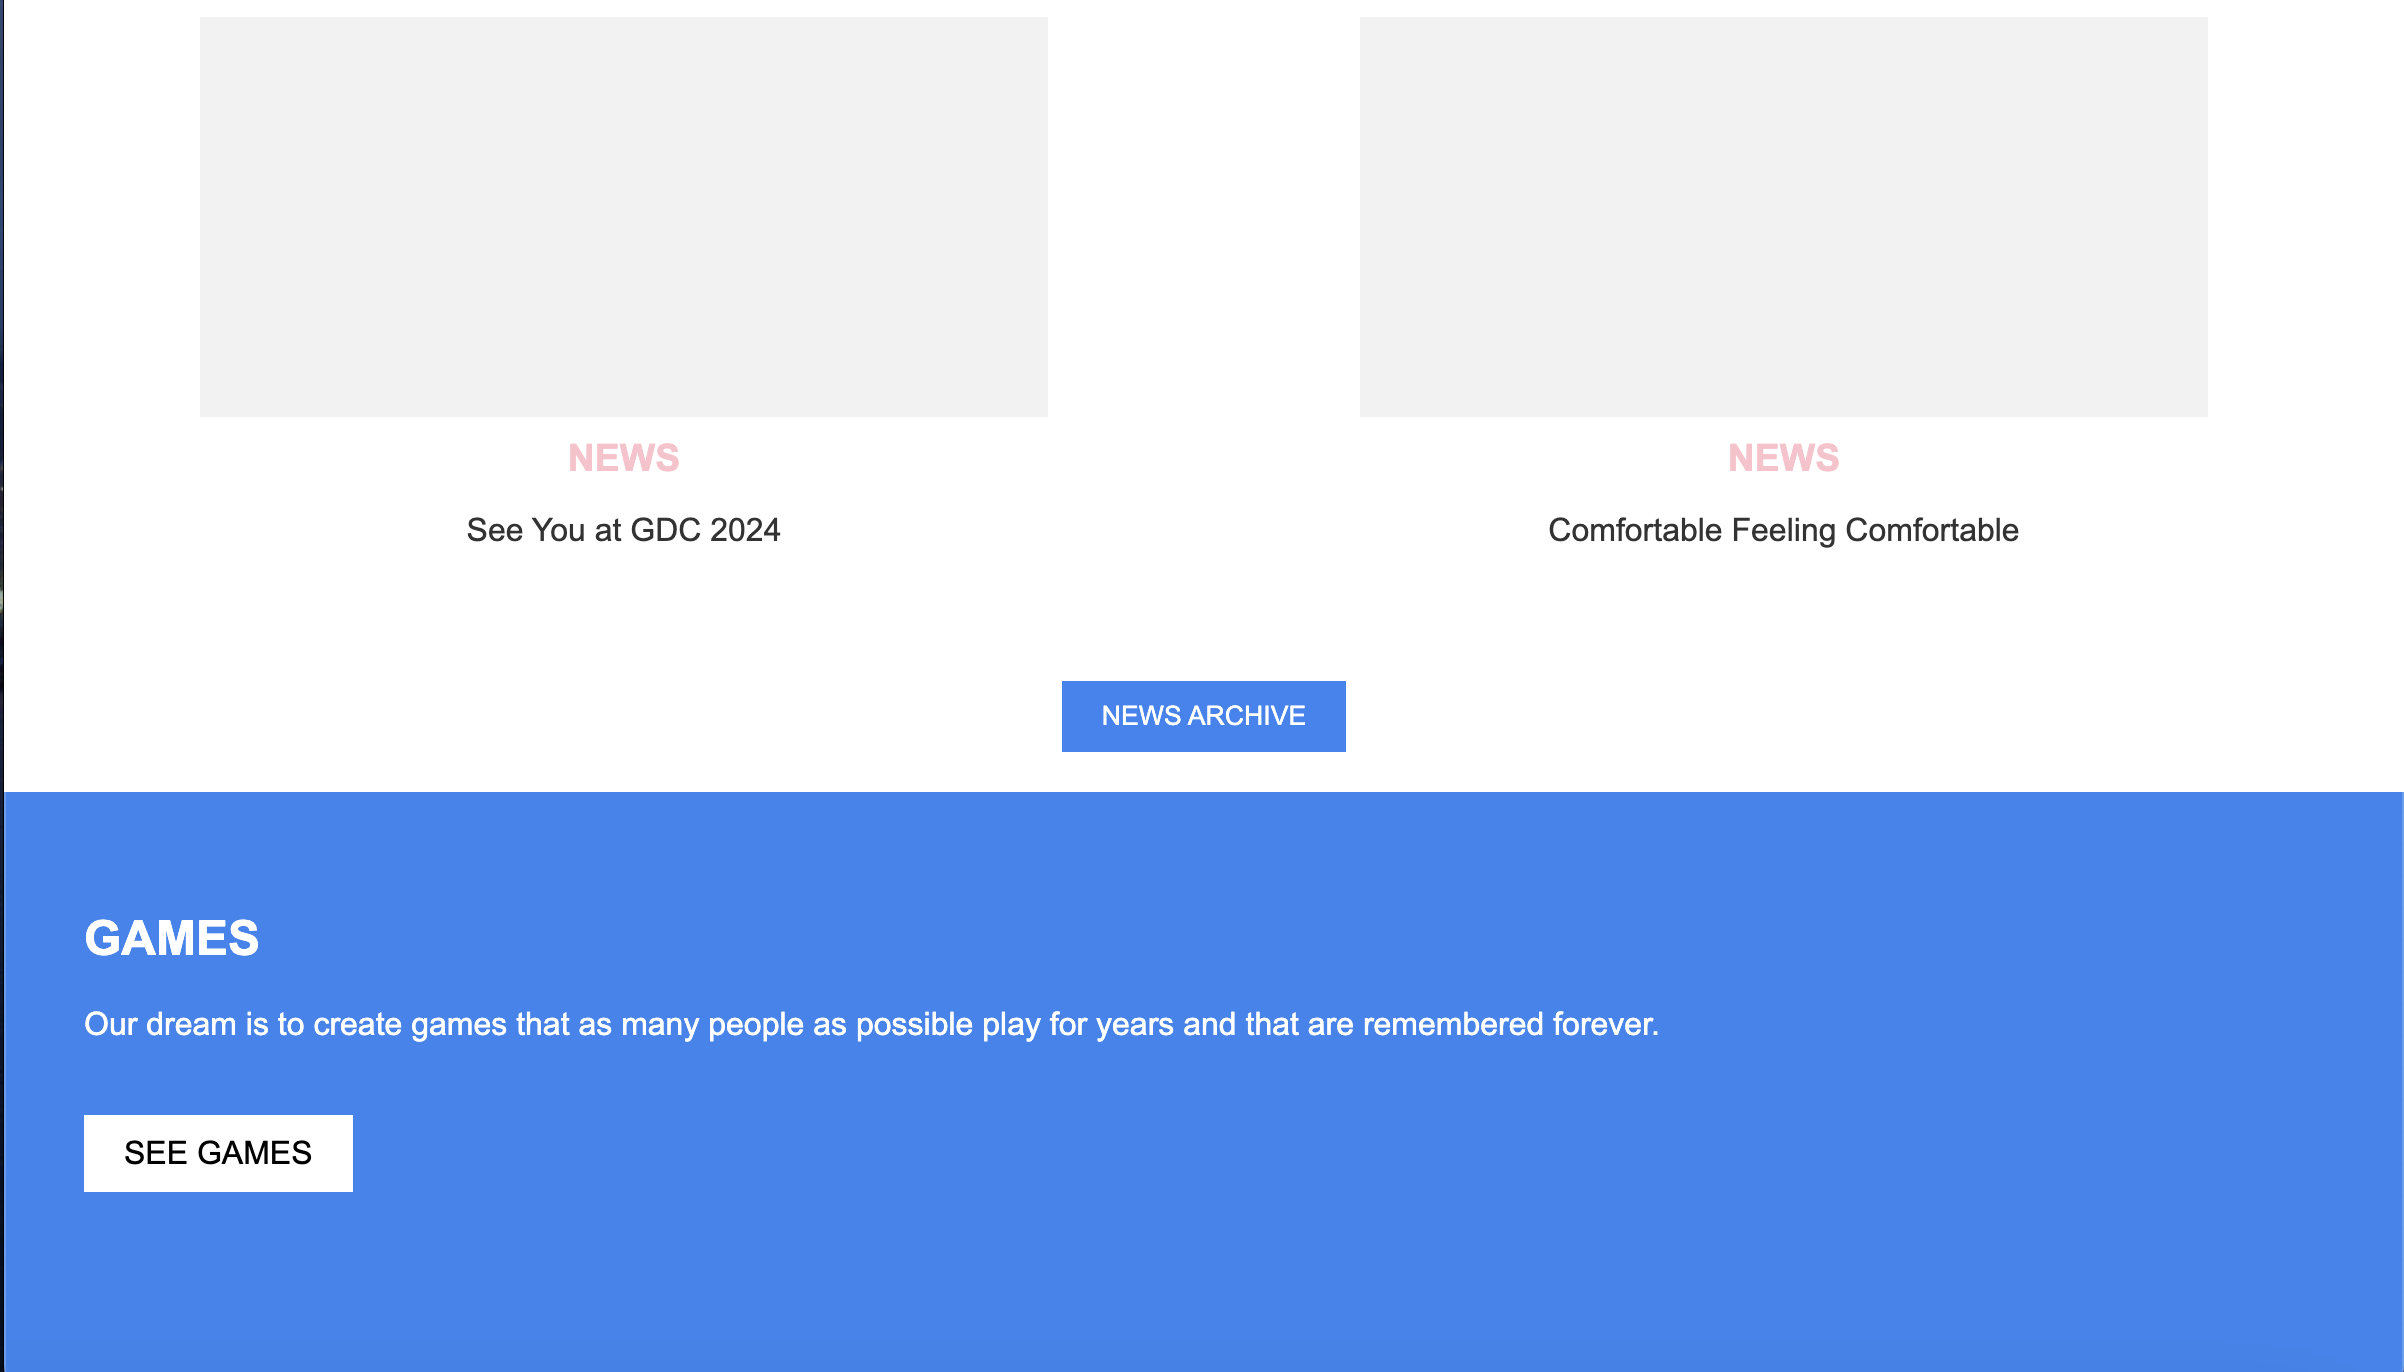 NEWS
NEWS
See You at GDC 2024
Comfortable Feeling Comfortable
NEWS ARCHIVE
GAMES
Our dream is to create games that as many people as possible play for years and that are remembered forever.
SEE GAMES